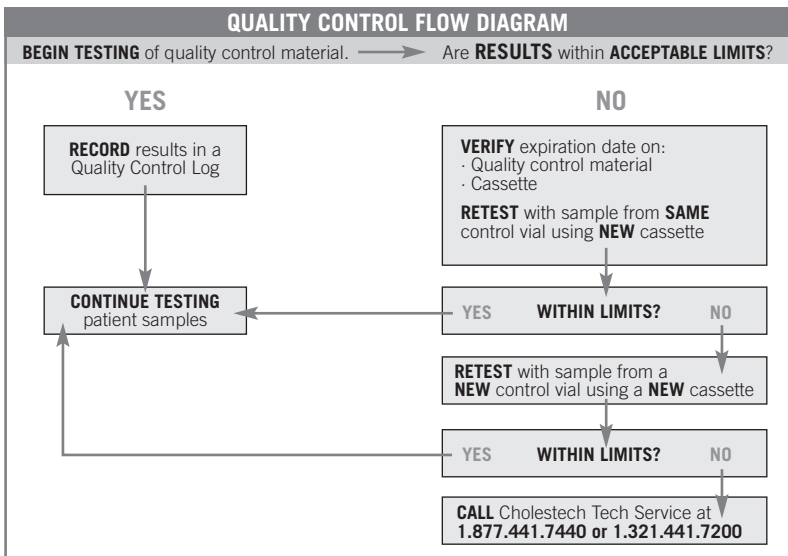 QUALITY CONTROL FLOW DIAGRAM
BEGIN TESTING of quality control material. Are RESULTS within ACCEPTABLE LIMITS?
YES
RECORD results in a
Quality Control Log
CONTINUE TESTING
patient samples
NO
VERIFY expiration date on:
· Quality control material
· Cassette
RETEST with sample from SAME
control vial using NEW cassette
YES WITHIN LIMITS? NO
RETEST with sample from a
NEW control vial using a NEW cassette
YES WITHIN LIMITS? NO
CALL Cholestech Tech Service at
1.877.441.7440 or 1.321.441.7200